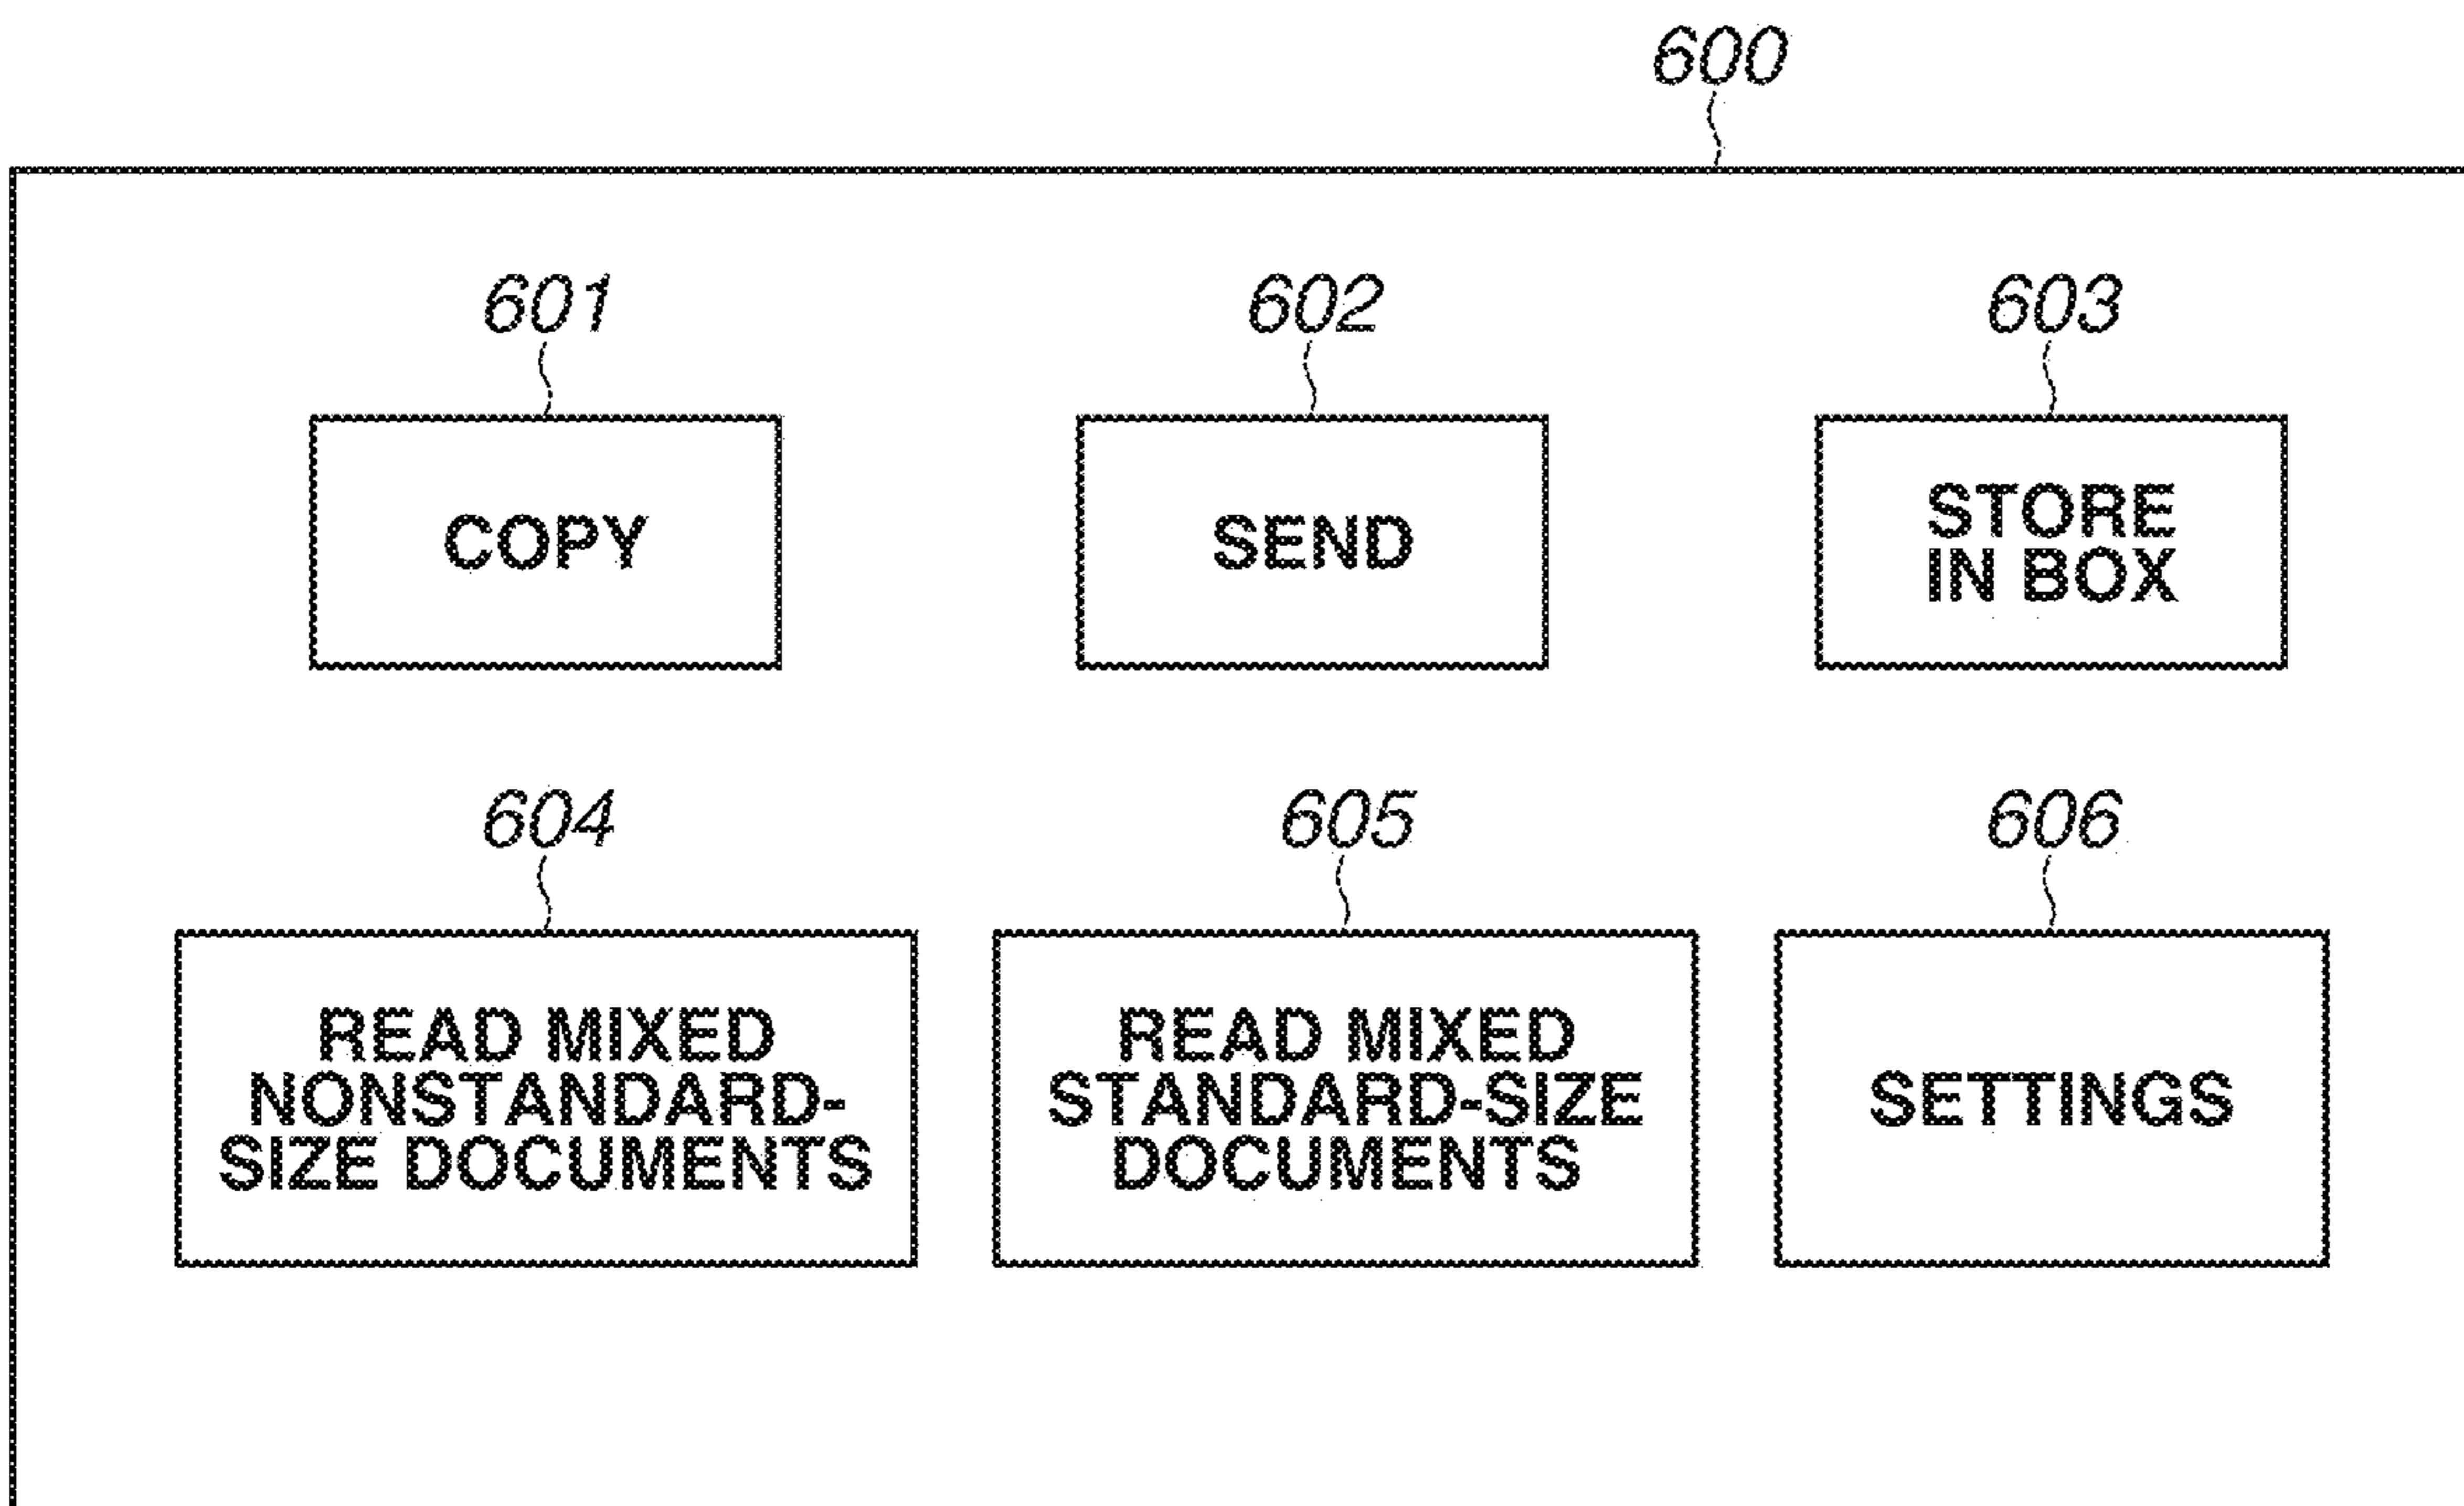 600
601
602
603
COPY
SEND
STORE
IN BOX
604
605
606
READ MIXED
NONSTANDARD-
SIZE DOCUMENTS
READ MIXED
STANDARD-SIZE
DOCUMENTS
SETTINGS